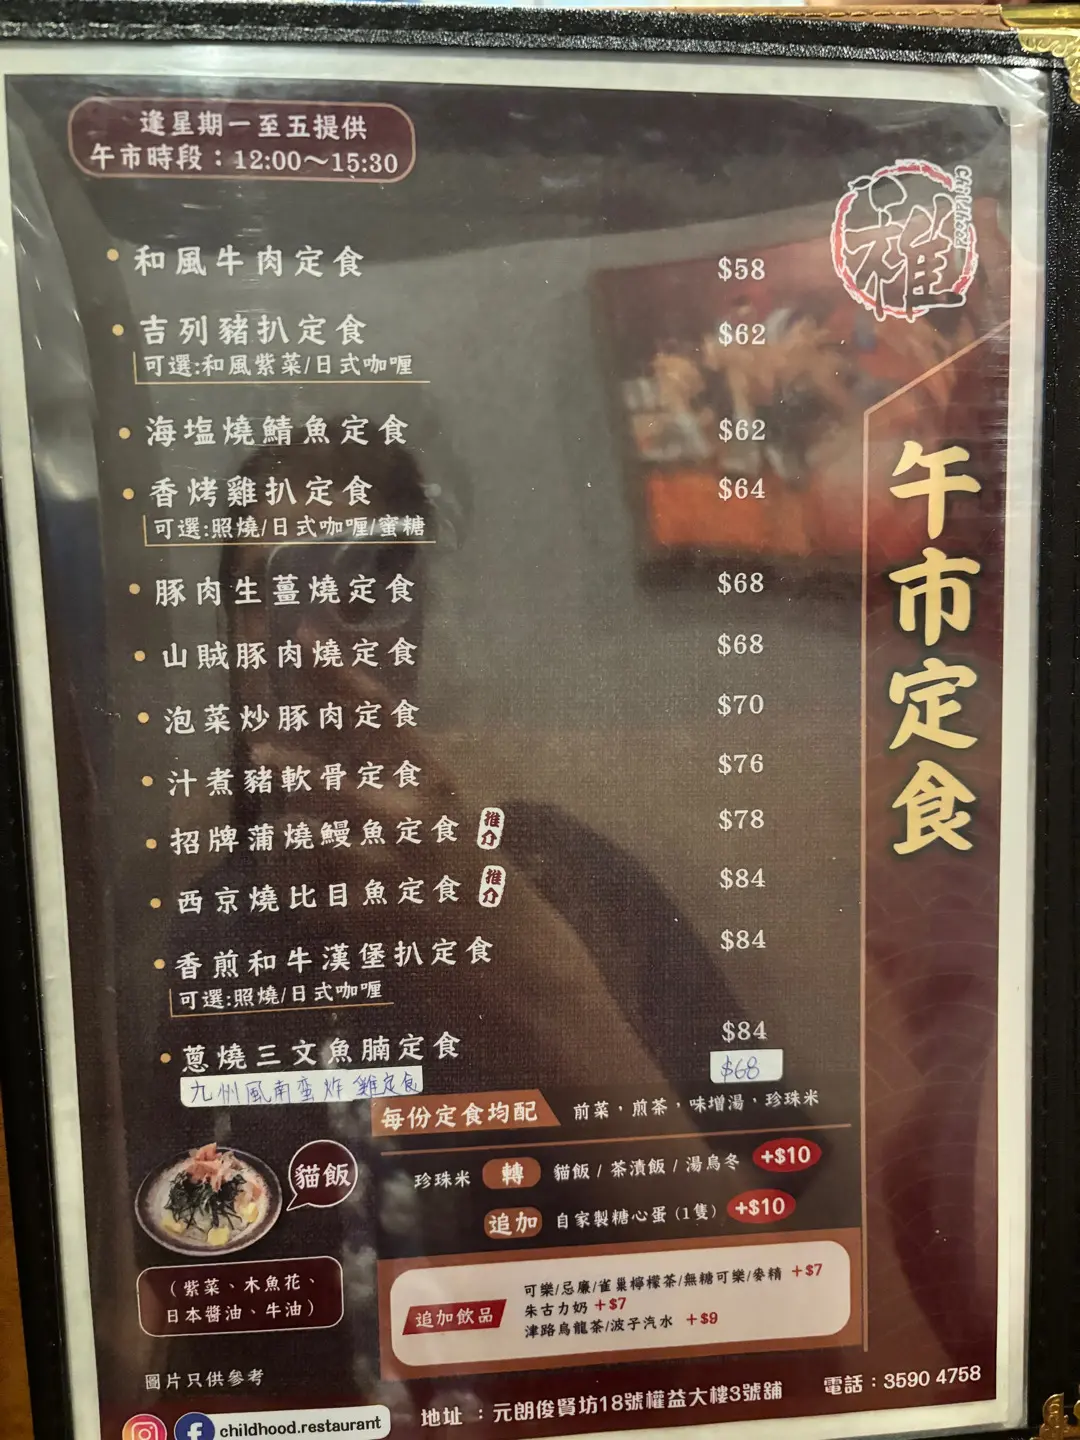 逢星期一至五提供
午市時段：12:00～15:30
稚
childhood
午市定食
和風牛肉定食 $58
吉列豬扒定食 $62
可選:和風紫菜/日式咖喱
海塩燒鯖魚定食 $62
香烤雞扒定食 $64
可選:照燒/日式咖喱/蜜糖
豚肉生薑燒定食 $68
山賊豚肉燒定食 $68
泡菜炒豚肉定食 $70
汁煮豬軟骨定食 $76
招牌蒲燒鰻魚定食 推介 $78
西京燒比目魚定食 推介 $84
香煎和牛漢堡扒定食 $84
可選:照燒/日式咖喱
蔥燒三文魚腩定食 $84
九州風南蛮炸雞定食 $68
每份定食均配 前菜，煎茶，味增湯，珍珠米
珍珠米 轉 貓飯/茶漬飯/湯烏冬 +$10
追加 自家製糖心蛋(1隻) +$10
貓飯
（紫菜、木魚花、
日本醬油、牛油）
追加飲品
可樂/忌廉/雀巢檸檬茶/無糖可樂/麥精 +$7
朱古力奶 +$7
津路烏龍茶/波子汽水 +$9
圖片只供參考
childhood.restaurant
地址：元朗俊賢坊18號權益大樓3號舖
電話：3590 4758